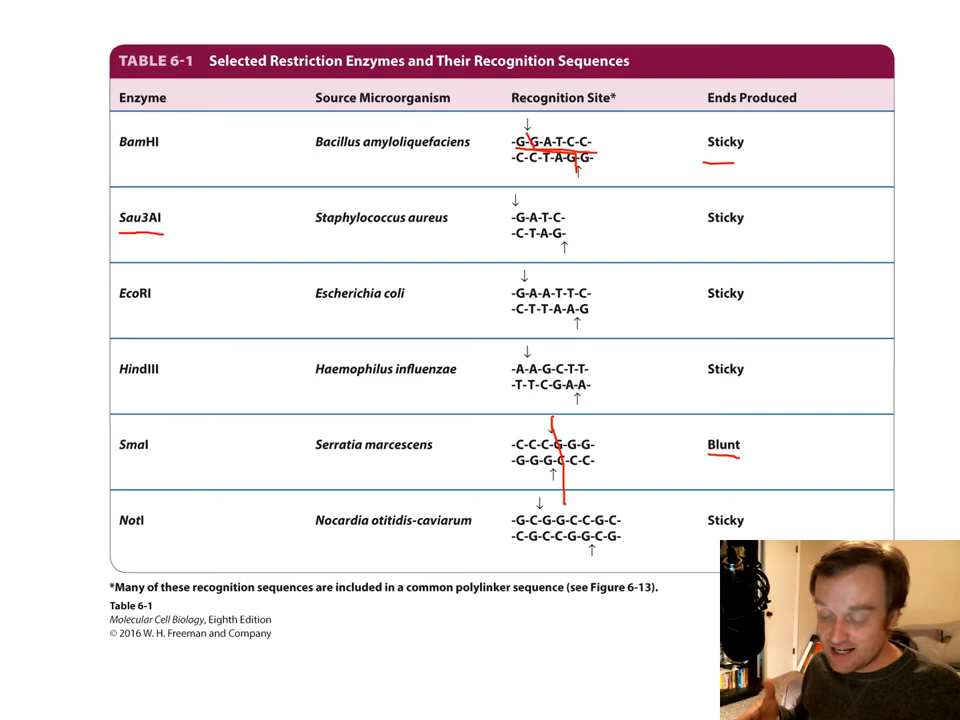 TABLE 6-1 Selected Restriction Enzymes and Their Recognition Sequences
Enzyme Source Microorganism Recognition Site* Ends Produced
↓
BamHI Bacillus amyloliquefaciens -G-G-A-T-C-C- Sticky
-C-C-T-A-G-G-
↑
↓
Sau3AI Staphylococcus aureus -G-A-T-C- Sticky
-C-T-A-G-
↑
↓
EcoRI Escherichia coli -G-A-A-T-T-C- Sticky
-C-T-T-A-A-G
↑
↓
HindIII Haemophilus influenzae -A-A-G-C-T-T- Sticky
-T-T-C-G-A-A-
↑
↓
SmaI Serratia marcescens -C-C-C-G-G-G- Blunt
-G-G-G-C-C-C-
↑
↓
NotI Nocardia otitidis-caviarum -G-C-G-G-C-C-G-C- Sticky
-C-G-C-C-G-G-C-G-
↑
*Many of these recognition sequences are included in a common polylinker sequence (see Figure 6-13).
Table 6-1
Molecular Cell Biology, Eighth Edition
© 2016 W. H. Freeman and Company